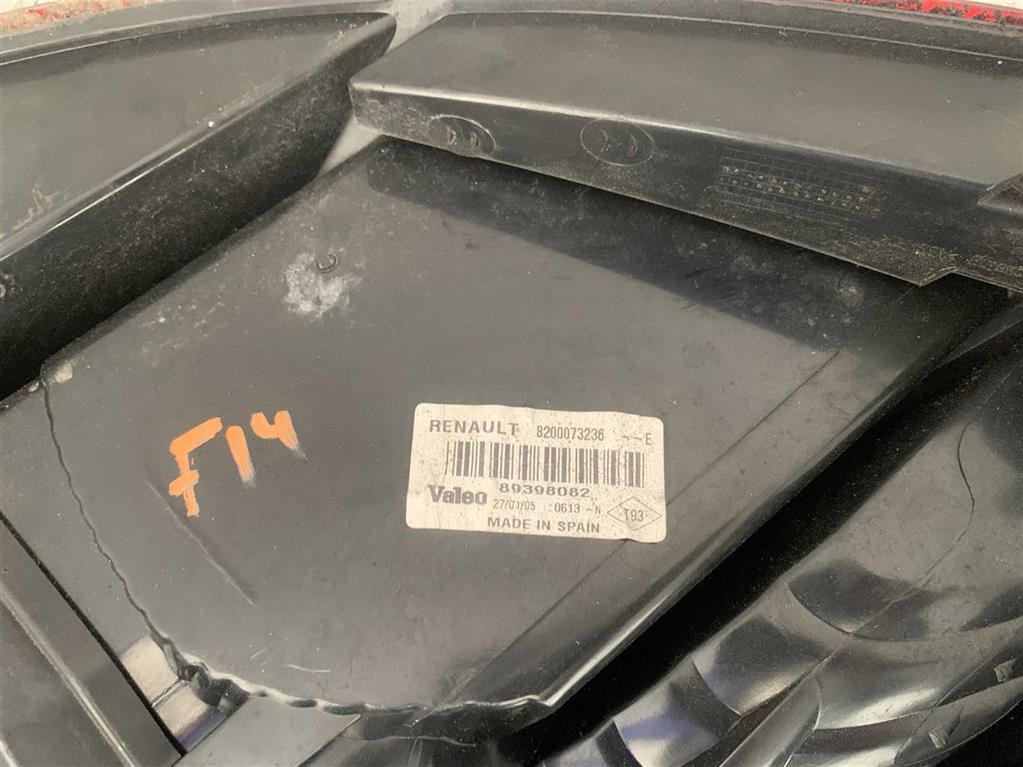 F14
RENAULT 8200073236 --E
89398082
Valeo 27/01/05 0613 -N T93
MADE IN SPAIN